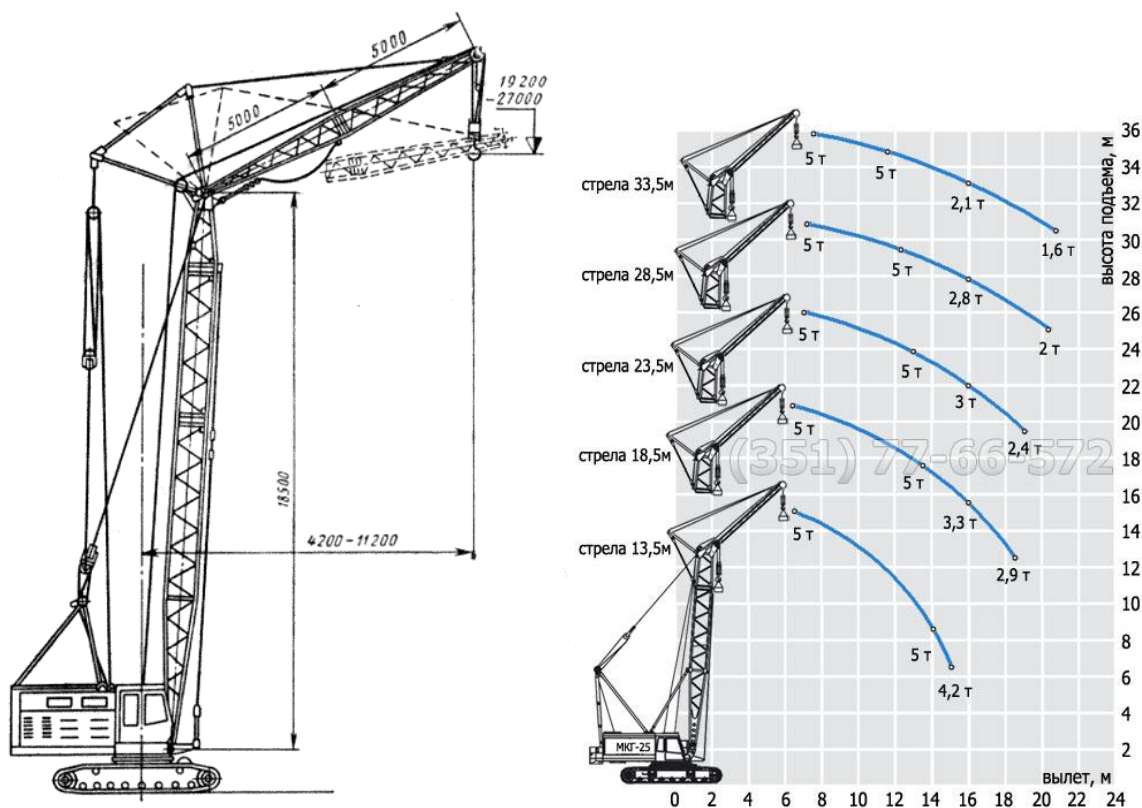 5000
5000
19200
-27000
18500
4200-11200
стрела 33,5м
5 т
5 т
2,1 т
1,6 т
стрела 28,5м
5 т
5 т
2,8 т
2 т
стрела 23,5м
5 т
5 т
3 т
2,4 т
(351) 77-66-572
стрела 18,5м
5 т
5 т
3,3 т
2,9 т
стрела 13,5м
5 т
5 т
4,2 т
МКГ-25
36
34
32
30
28
26
24
22
20
18
16
14
12
10
8
6
4
2
высота подъема, м
вылет, м
0 2 4 6 8 10 12 14 16 18 20 22 24